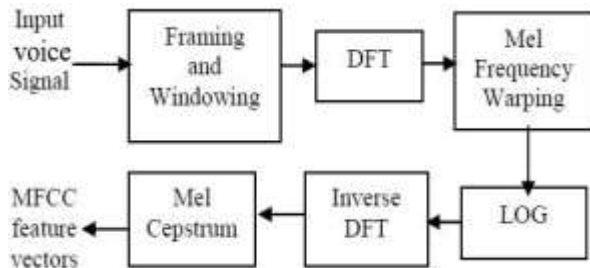 Input
voice
Signal
Framing
and
Windowing
DFT
Mel
Frequency
Warping
LOG
Inverse
DFT
Mel
Cepstrum
MFCC
feature
vectors